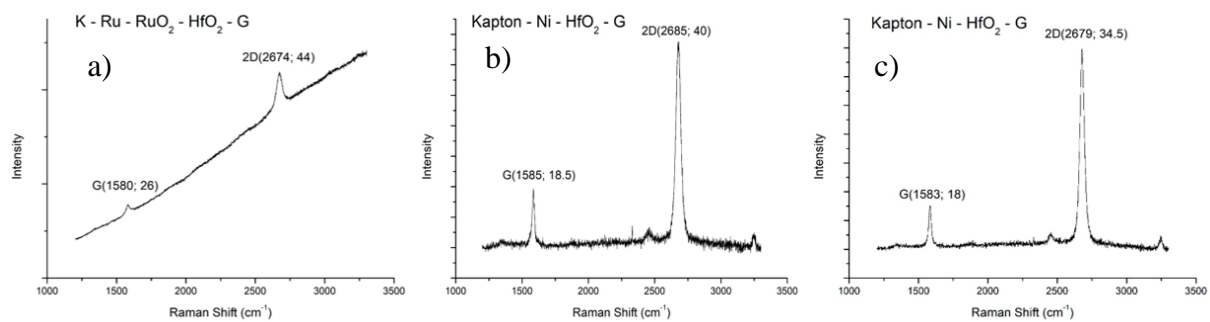 K - Ru - RuO₂ - HfO₂ - G
a)
2D(2674; 44)
G(1580; 26)
Intensity
1000 1500 2000 2500 3000 3500
Raman Shift (cm⁻¹)
Kapton - Ni - HfO₂ - G
b)
2D(2685; 40)
G(1585; 18.5)
Intensity
1000 1500 2000 2500 3000 3500
Raman Shift (cm⁻¹)
Kapton - Ni - HfO₂ - G
c)
2D(2679; 34.5)
G(1583; 18)
Intensity
1000 1500 2000 2500 3000 3500
Raman Shift (cm⁻¹)